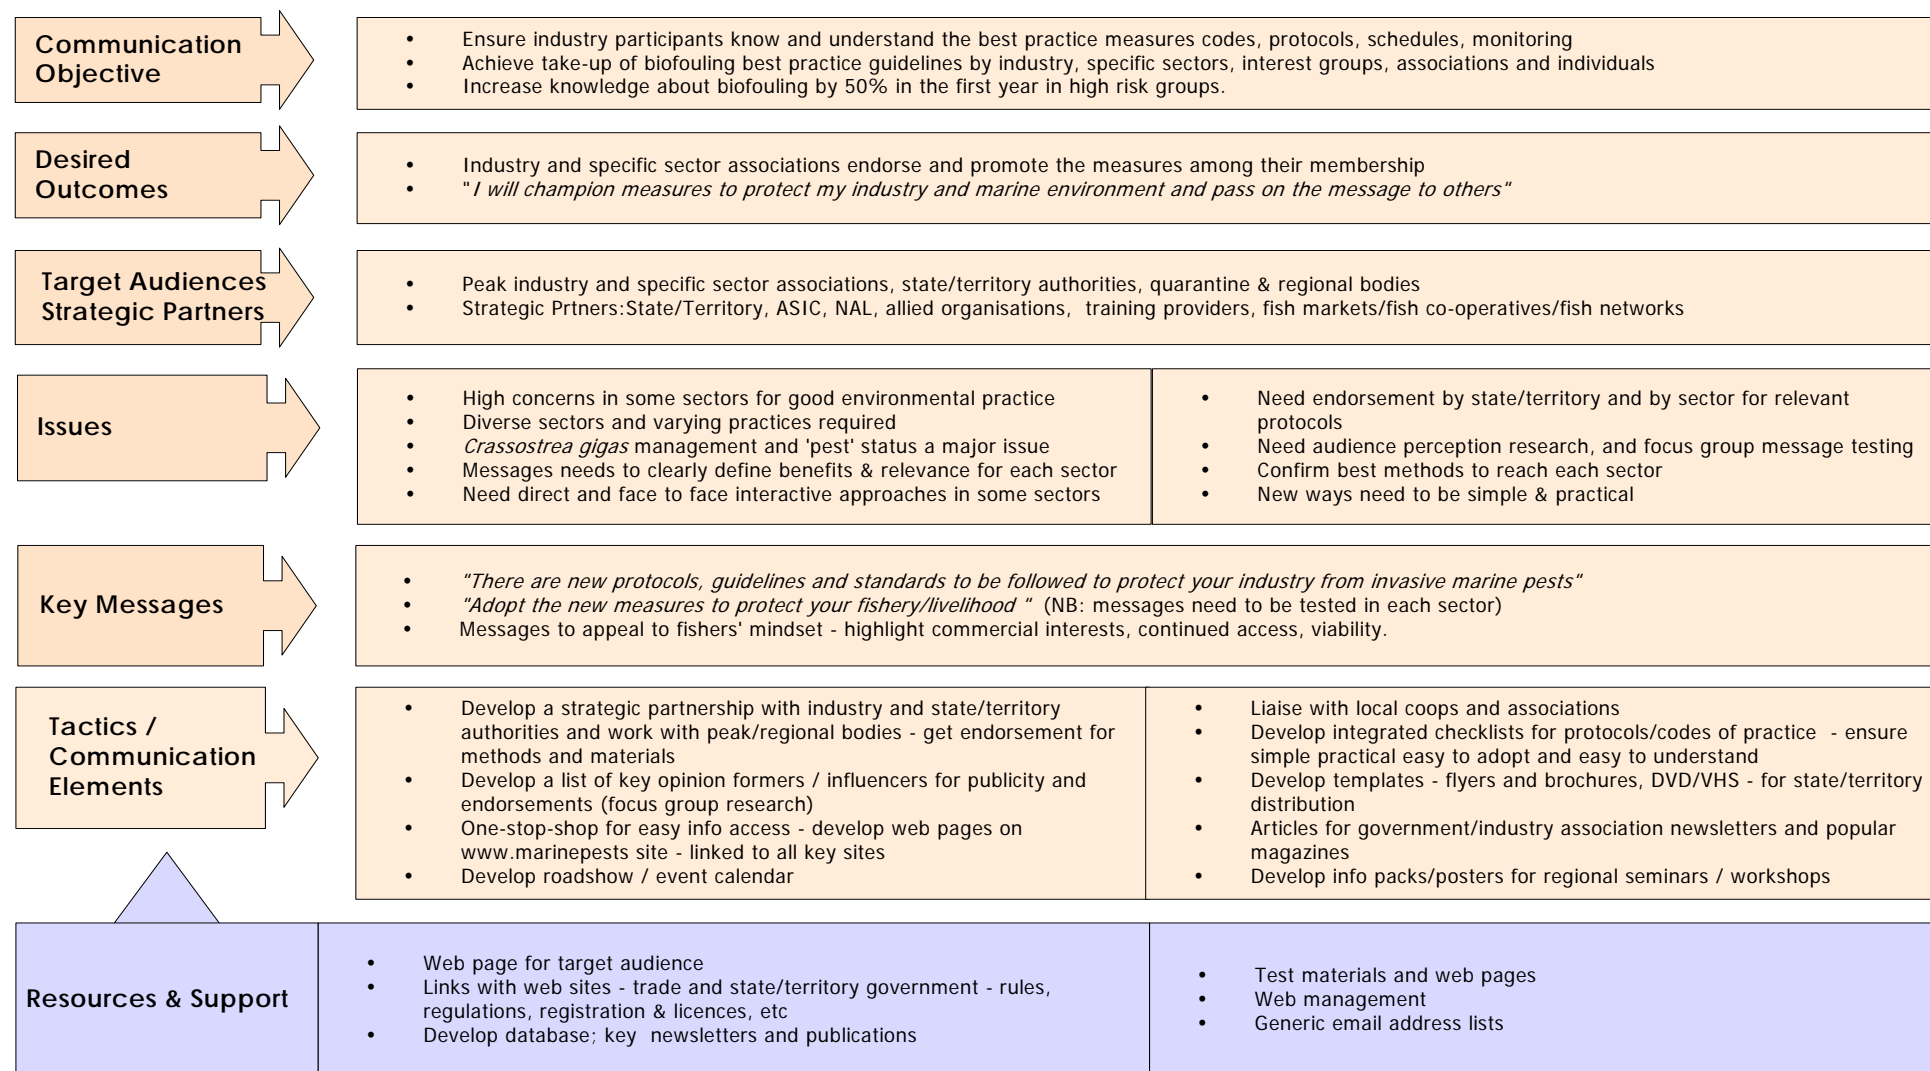 Communication
Objective
• Ensure industry participants know and understand the best practice measures codes, protocols, schedules, monitoring
• Achieve take-up of biofouling best practice guidelines by industry, specific sectors, interest groups, associations and individuals
• Increase knowledge about biofouling by 50% in the first year in high risk groups.
Desired
Outcomes
• Industry and specific sector associations endorse and promote the measures among their membership
• "I will champion measures to protect my industry and marine environment and pass on the message to others"
Target Audiences
Strategic Partners
• Peak industry and specific sector associations, state/territory authorities, quarantine & regional bodies
• Strategic Prtners:State/Territory, ASIC, NAL, allied organisations, training providers, fish markets/fish co-operatives/fish networks
Issues
• High concerns in some sectors for good environmental practice
• Diverse sectors and varying practices required
• Crassostrea gigas management and 'pest' status a major issue
• Messages needs to clearly define benefits & relevance for each sector
• Need direct and face to face interactive approaches in some sectors
• Need endorsement by state/territory and by sector for relevant
protocols
• Need audience perception research, and focus group message testing
• Confirm best methods to reach each sector
• New ways need to be simple & practical
Key Messages
• "There are new protocols, guidelines and standards to be followed to protect your industry from invasive marine pests"
• "Adopt the new measures to protect your fishery/livelihood " (NB: messages need to be tested in each sector)
• Messages to appeal to fishers' mindset - highlight commercial interests, continued access, viability.
Tactics /
Communication
Elements
• Develop a strategic partnership with industry and state/territory
authorities and work with peak/regional bodies - get endorsement for
methods and materials
• Develop a list of key opinion formers / influencers for publicity and
endorsements (focus group research)
• One-stop-shop for easy info access - develop web pages on
www.marinepests site - linked to all key sites
• Develop roadshow / event calendar
• Liaise with local coops and associations
• Develop integrated checklists for protocols/codes of practice - ensure
simple practical easy to adopt and easy to understand
• Develop templates - flyers and brochures, DVD/VHS - for state/territory
distribution
• Articles for government/industry association newsletters and popular
magazines
• Develop info packs/posters for regional seminars / workshops
Resources & Support
• Web page for target audience
• Links with web sites - trade and state/territory government - rules,
regulations, registration & licences, etc
• Develop database; key newsletters and publications
• Test materials and web pages
• Web management
• Generic email address lists